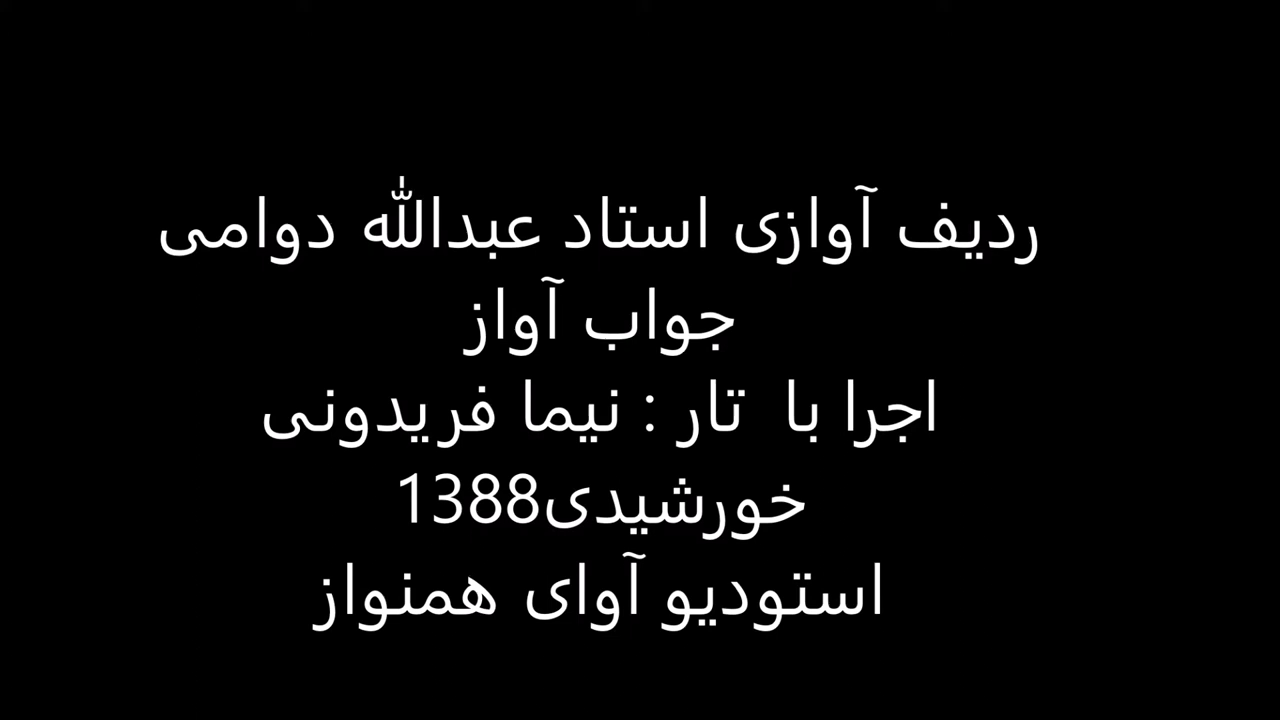 ردیف آوازی استاد عبدالله دوامی
جواب آواز
اجرا با  تار : نیما فریدونی
خورشیدی1388
استودیو آوای همنواز